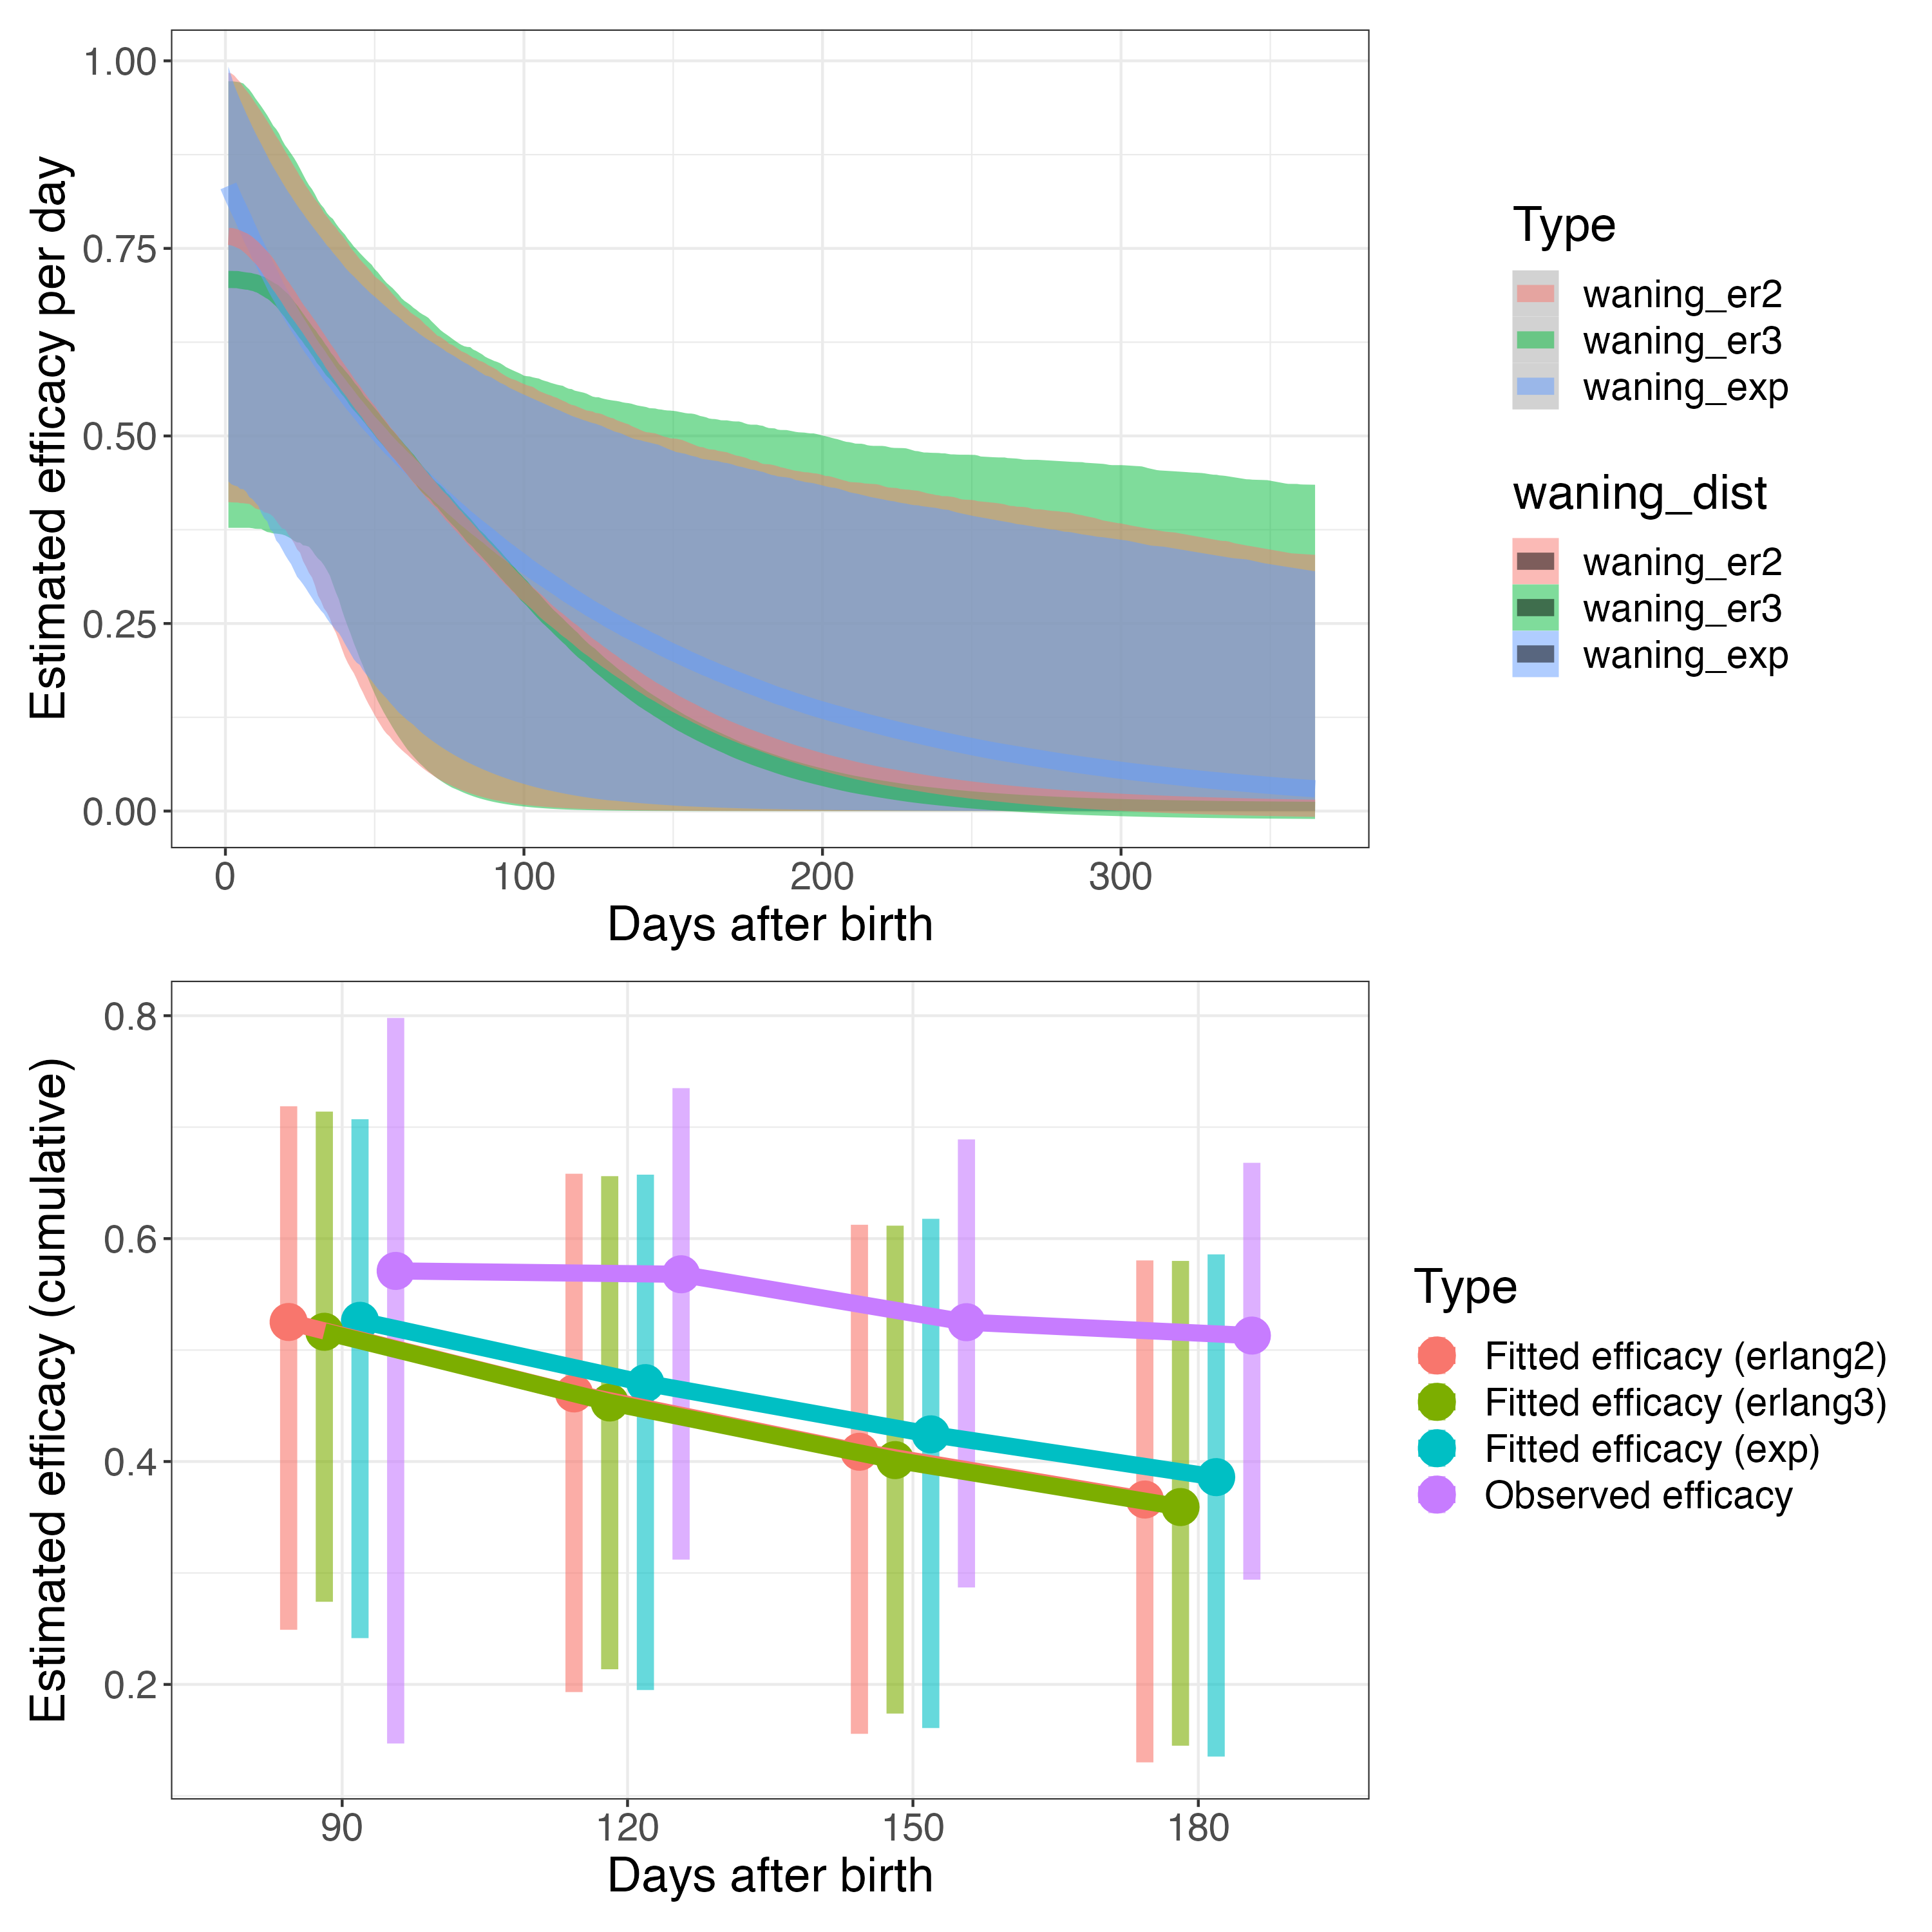 Estimated efficacy per day
1.00
0.75
0.50
0.25
0.00
0 100 200 300
Days after birth
Type
waning_er2
waning_er3
waning_exp
waning_dist
waning_er2
waning_er3
waning_exp
Estimated efficacy (cumulative)
0.8
0.6
0.4
0.2
90 120 150 180
Days after birth
Type
Fitted efficacy (erlang2)
Fitted efficacy (erlang3)
Fitted efficacy (exp)
Observed efficacy